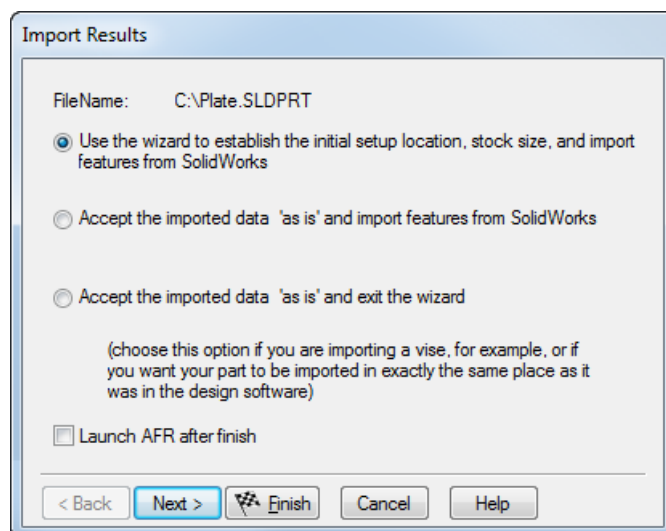 Import Results
FileName: C:\Plate.SLDPRT
Use the wizard to establish the initial setup location, stock size, and import
features from SolidWorks
Accept the imported data 'as is' and import features from SolidWorks
Accept the imported data 'as is' and exit the wizard
(choose this option if you are importing a vise, for example, or if
you want your part to be imported in exactly the same place as it
was in the design software)
Launch AFR after finish
< Back Next > Finish Cancel Help